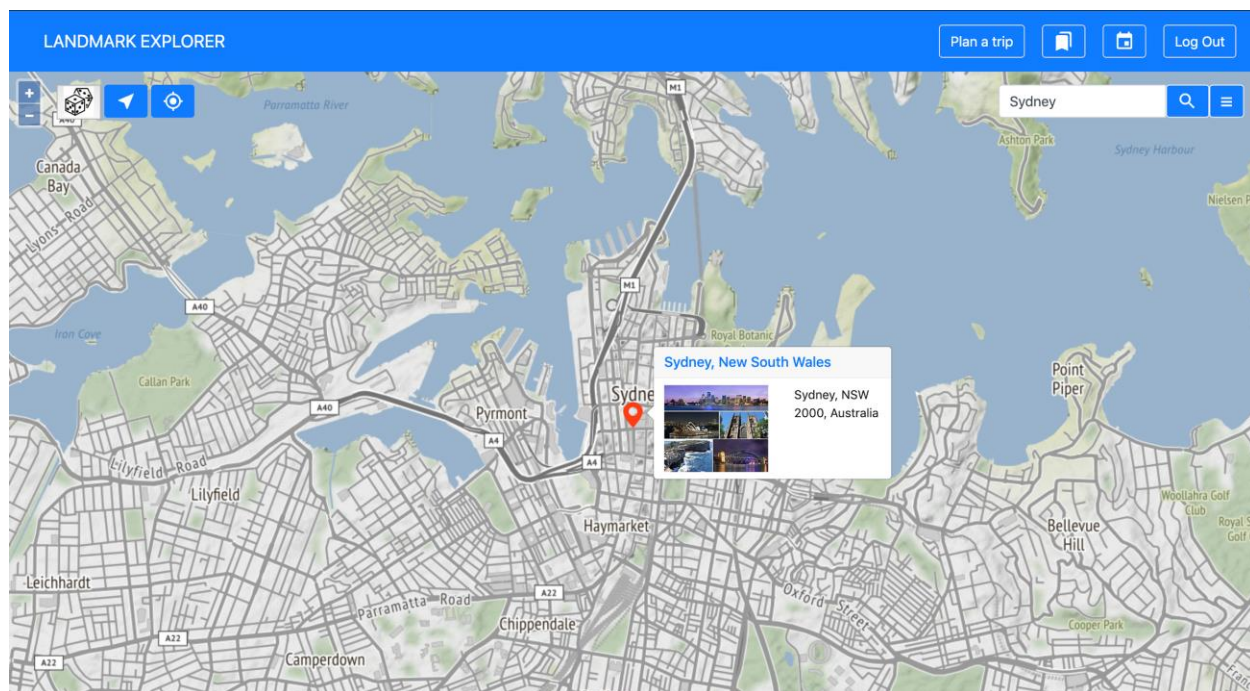 LANDMARK EXPLORER
Plan a trip
Log Out
+
−
Sydney
M1
A40
Parramatta River
Ashton Park
Sydney Harbour
Canada
Bay
Nielsen P
Lyons Road
M1
A40
Iron Cove
Royal Botanic
Callan Park
Sydney, New South Wales
Sydney, NSW
2000, Australia
Point
Piper
Sydne
A40
Pyrmont
A4
A4
Lilyfield Road
Lilyfield
Woollahra Golf
Club
Royal S
Golf
Haymarket
Bellevue
Hill
Leichhardt
A22
Parramatta Road
Oxford Street
Chippendale
Cooper Park
A22
Camperdown
A22
Fran